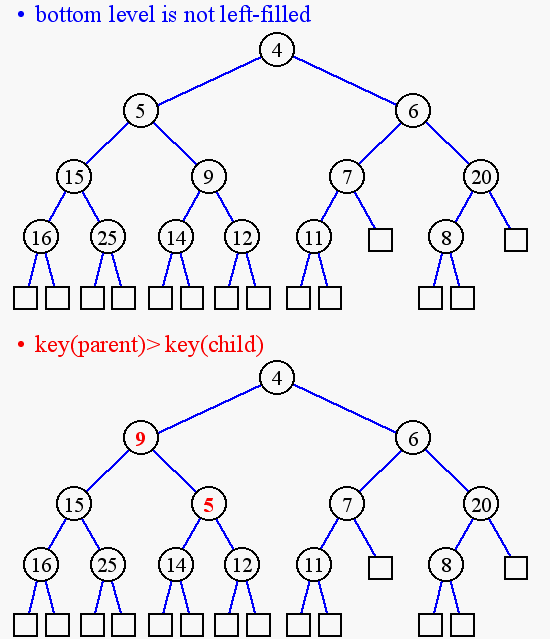 • bottom level is not left-filled
4
5 6
15 9 7 20
16 25 14 12 11 8
• key(parent)> key(child)
4
9 6
15 5 7 20
16 25 14 12 11 8